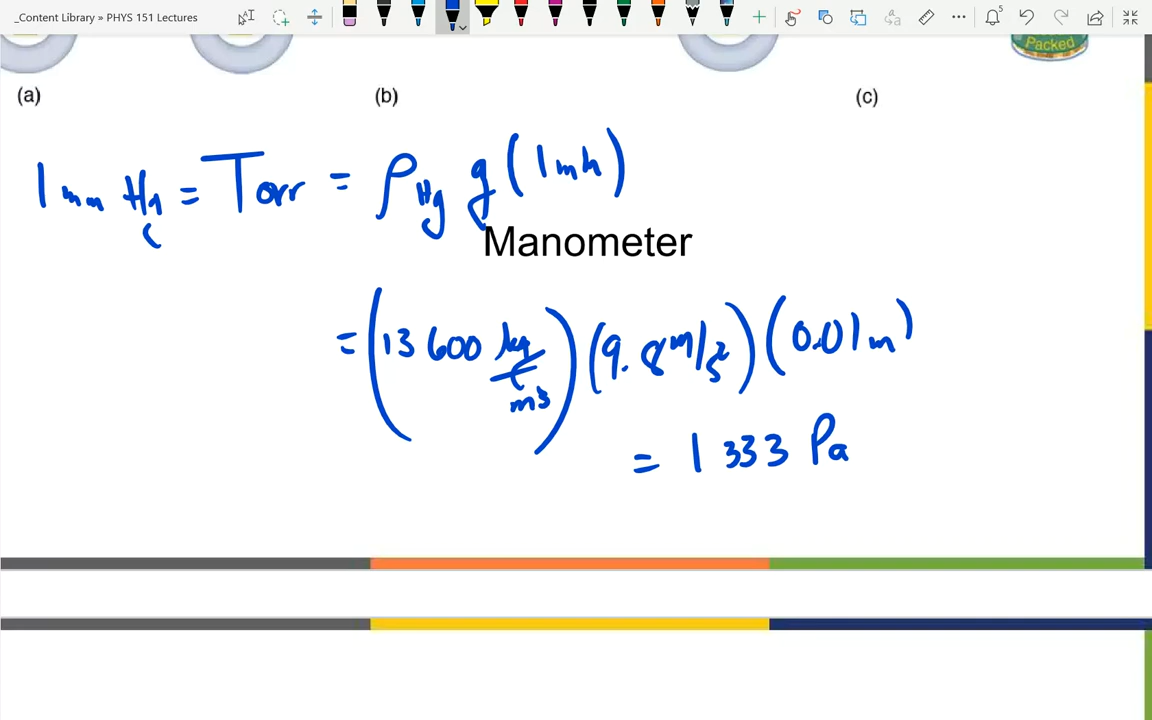 _Content Library » PHYS 151 Lectures
5
Packed
(a) (b) (c)
1 mm Hg = Torr = ρHg g (1 mm)
Manometer
= (13 600 kg/m³) (9.8 m/s²) (0.01 m)
= 1 333 Pa